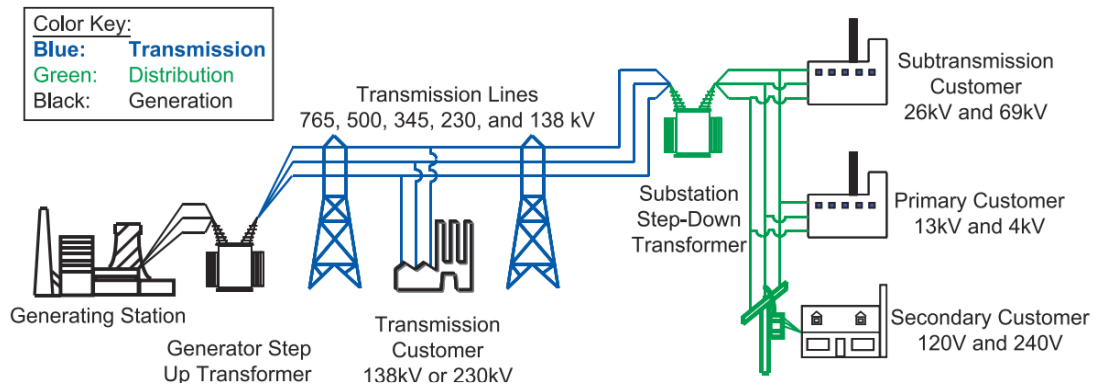 Color Key:
Blue: Transmission
Green: Distribution
Black: Generation
Transmission Lines
765, 500, 345, 230, and 138 kV
Subtransmission
Customer
26kV and 69kV
Substation
Step-Down
Transformer
Primary Customer
13kV and 4kV
Generating Station
Generator Step
Up Transformer
Transmission
Customer
138kV or 230kV
Secondary Customer
120V and 240V